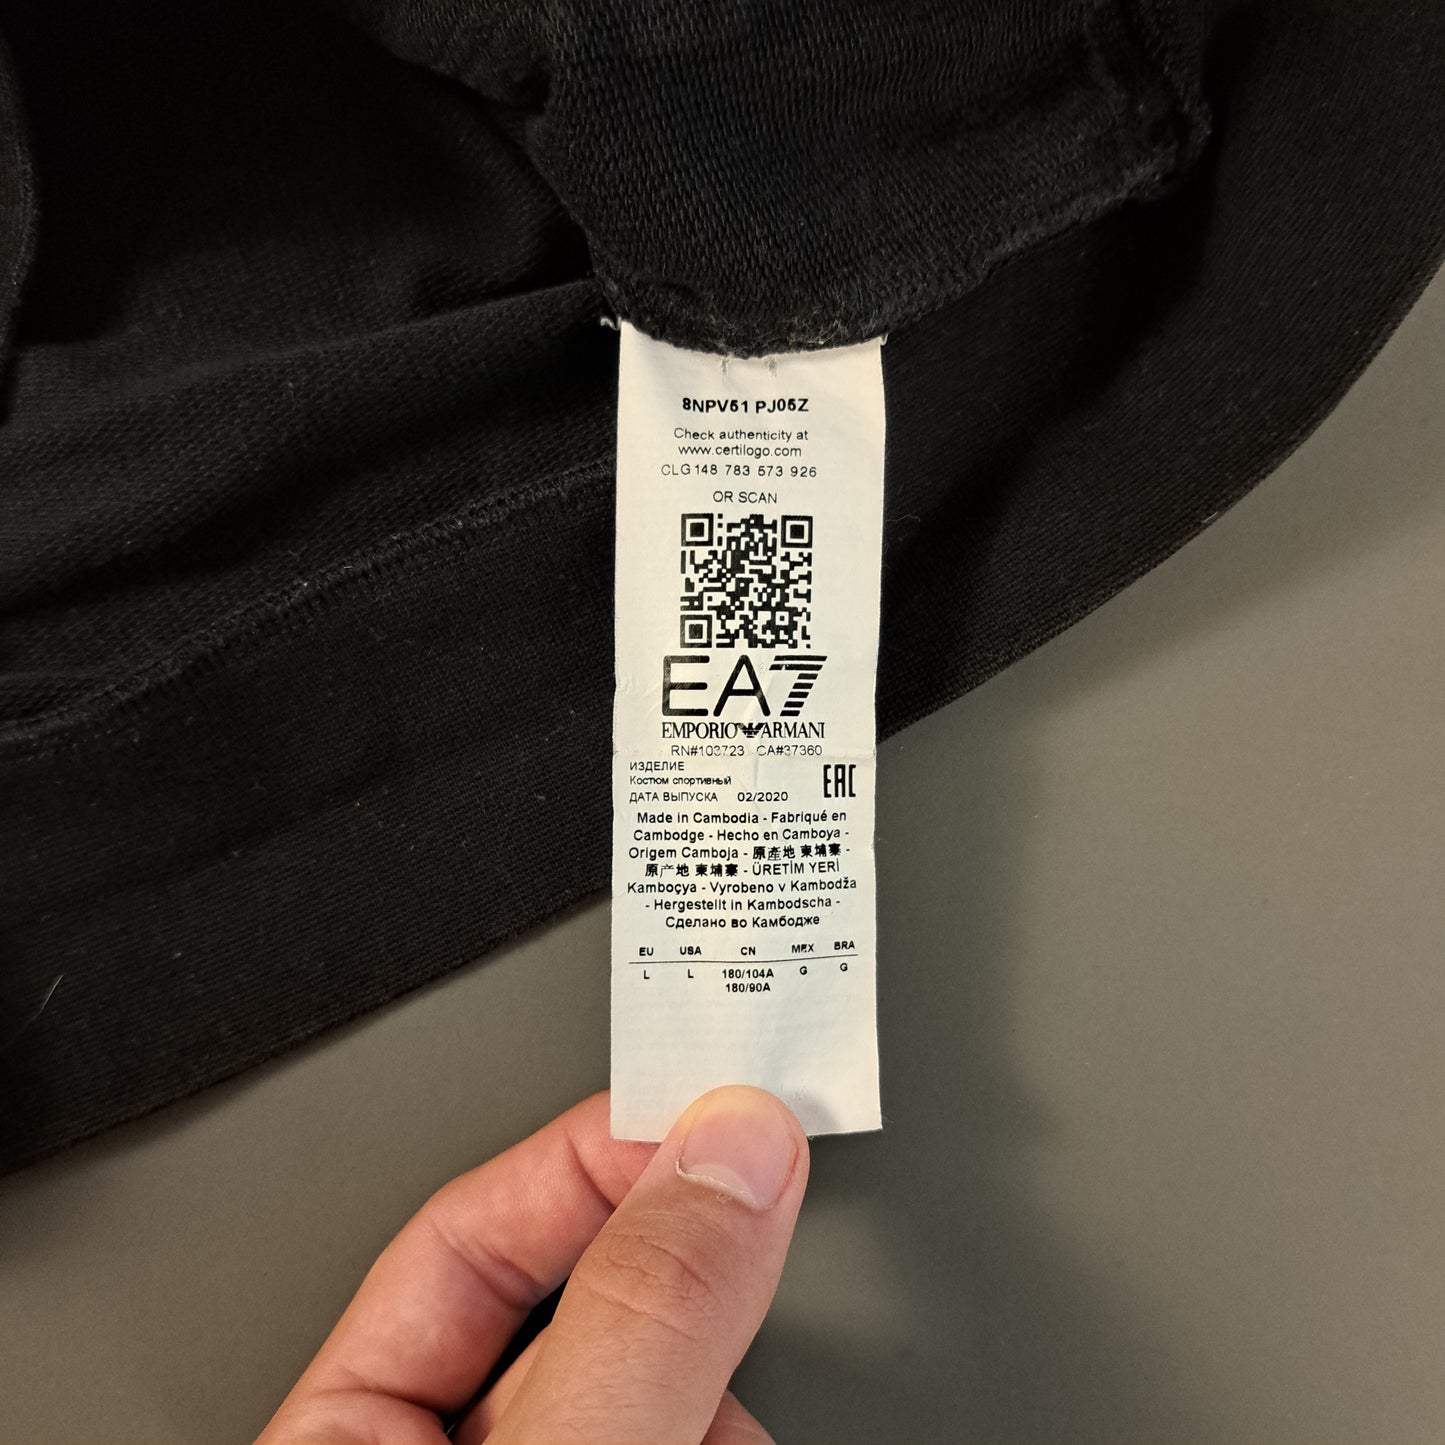 8NPV51 PJ05Z
Check authenticity at
www.certilogo.com
CLG 148 783 573 926
OR SCAN
EA7
EMPORIO ARMANI
RN#103723 CA#37360
ИЗДЕЛИЕ
Костюм спортивный
EAC
ДАТА ВЫПУСКА 02/2020
Made in Cambodia - Fabriqué en
Cambodge - Hecho en Camboya -
Origem Camboja - 原產地 柬埔寨 -
原产地 柬埔寨 - ÜRETİM YERİ
Kamboçya - Vyrobeno v Kambodža
- Hergestellt in Kambodscha -
Сделано во Камбодже
EU USA CN MEX BRA
L L 180/104A G G
180/90A